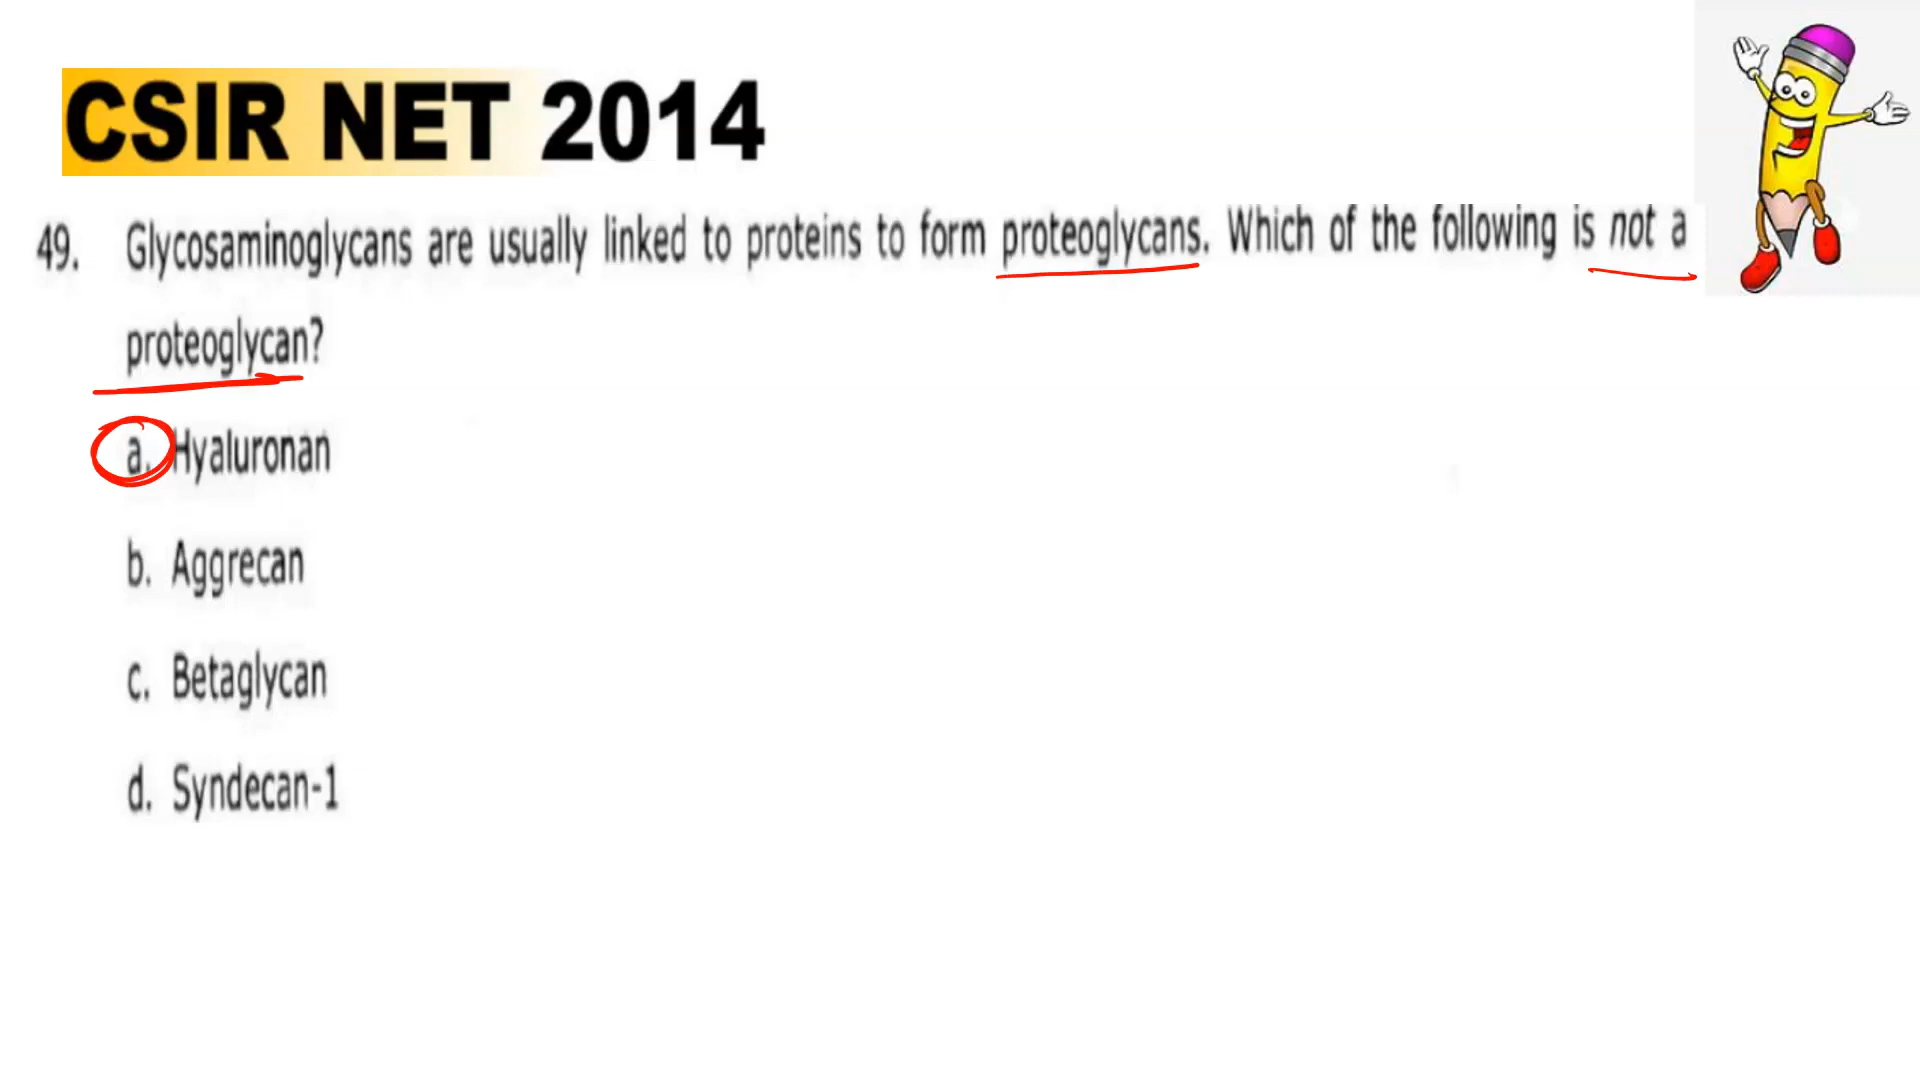 CSIR NET 2014
49. Glycosaminoglycans are usually linked to proteins to form proteoglycans. Which of the following is not a
proteoglycan?
a. Hyaluronan
b. Aggrecan
c. Betaglycan
d. Syndecan-1